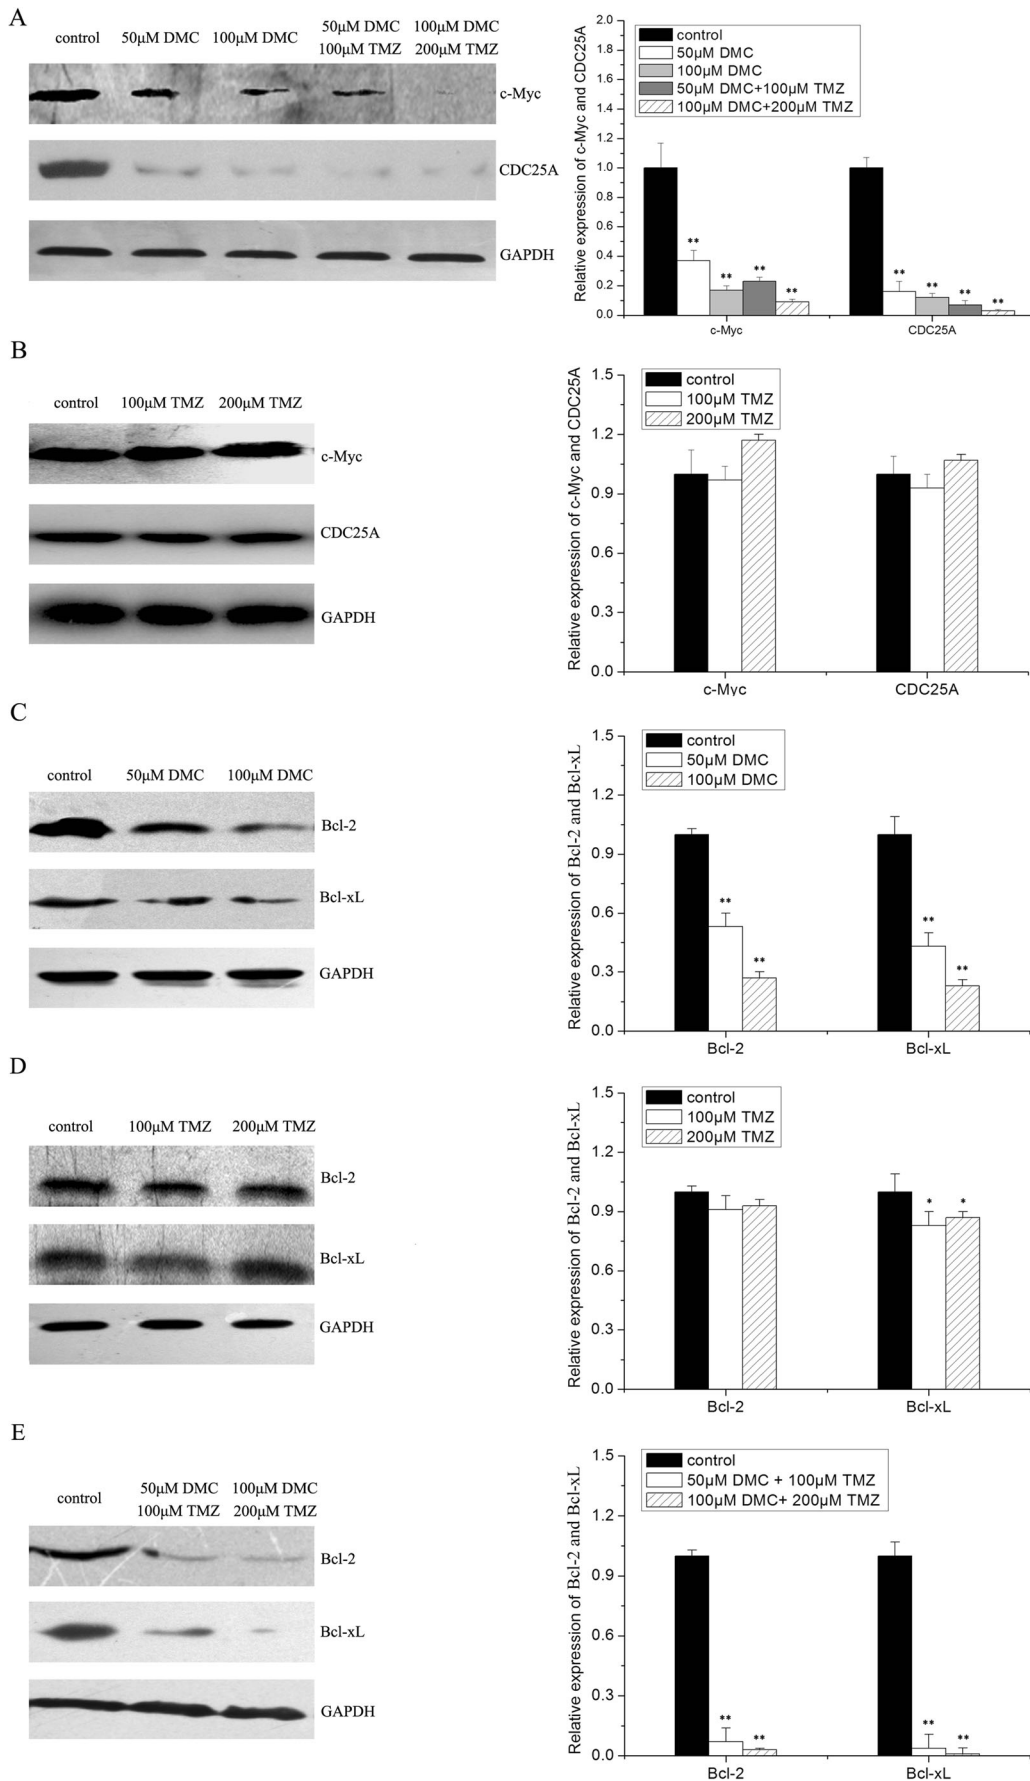 A
control
50μM DMC
100μM DMC
50μM DMC
100μM TMZ
100μM DMC
200μM TMZ
c-Myc
CDC25A
GAPDH
Relative expression of c-Myc and CDC25A
2.0
1.8
1.6
1.4
1.2
1.0
0.8
0.6
0.4
0.2
0.0
control
50μM DMC
100μM DMC
50μM DMC+100μM TMZ
100μM DMC+200μM TMZ
** ** ** **
** ** ** **
c-Myc
CDC25A
B
control
100μM TMZ
200μM TMZ
c-Myc
CDC25A
GAPDH
Relative expression of c-Myc and CDC25A
1.5
1.2
0.9
0.6
0.3
0.0
control
100μM TMZ
200μM TMZ
c-Myc
CDC25A
C
control
50μM DMC
100μM DMC
Bcl-2
Bcl-xL
GAPDH
Relative expression of Bcl-2 and Bcl-xL
1.5
1.2
0.9
0.6
0.3
0.0
control
50μM DMC
100μM DMC
** **
** **
Bcl-2
Bcl-xL
D
control
100μM TMZ
200μM TMZ
Bcl-2
Bcl-xL
GAPDH
Relative expression of Bcl-2 and Bcl-xL
1.5
1.2
0.9
0.6
0.3
0.0
control
100μM TMZ
200μM TMZ
* *
Bcl-2
Bcl-xL
E
control
50μM DMC
100μM TMZ
100μM DMC
200μM TMZ
Bcl-2
Bcl-xL
GAPDH
Relative expression of Bcl-2 and Bcl-xL
1.5
1.2
0.9
0.6
0.3
0.0
control
50μM DMC + 100μM TMZ
100μM DMC+ 200μM TMZ
** **
** **
Bcl-2
Bcl-xL